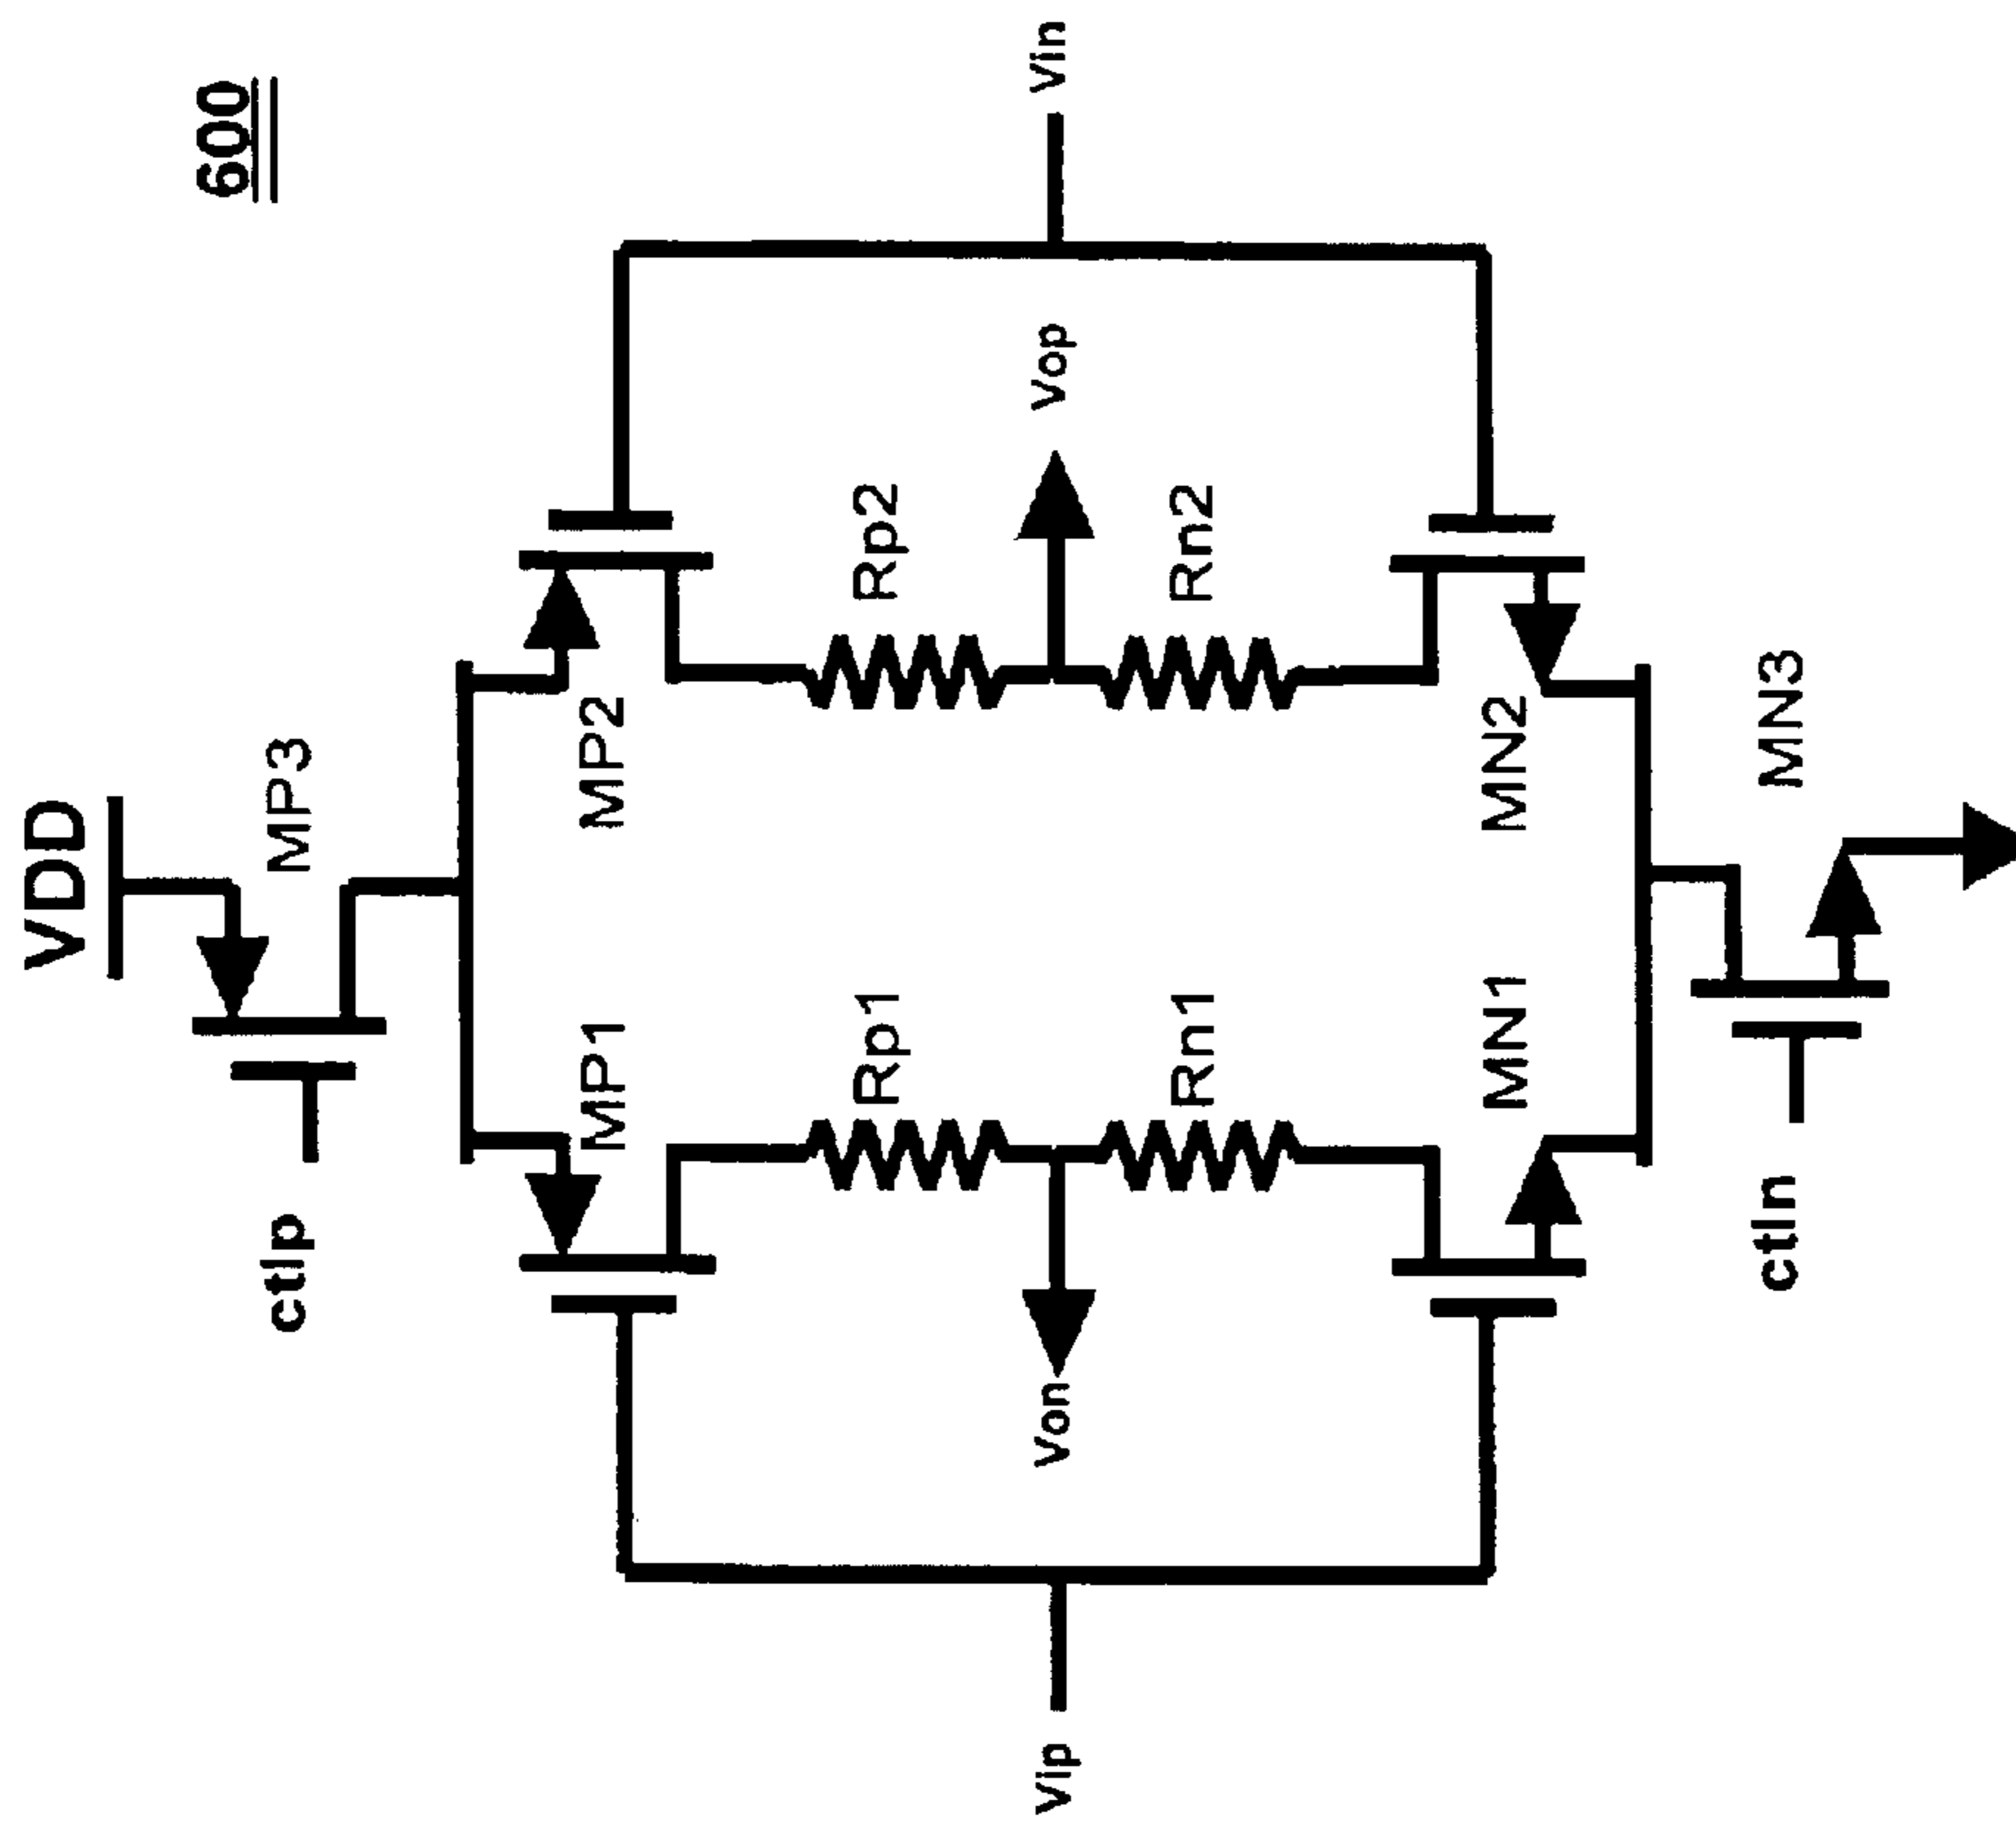 600
VDD
MP3
ctlp
MP1
MP2
Rp1
Rp2
Vip
Von
Vop
Vin
Rn1
Rn2
MN1
MN2
MN3
ctln